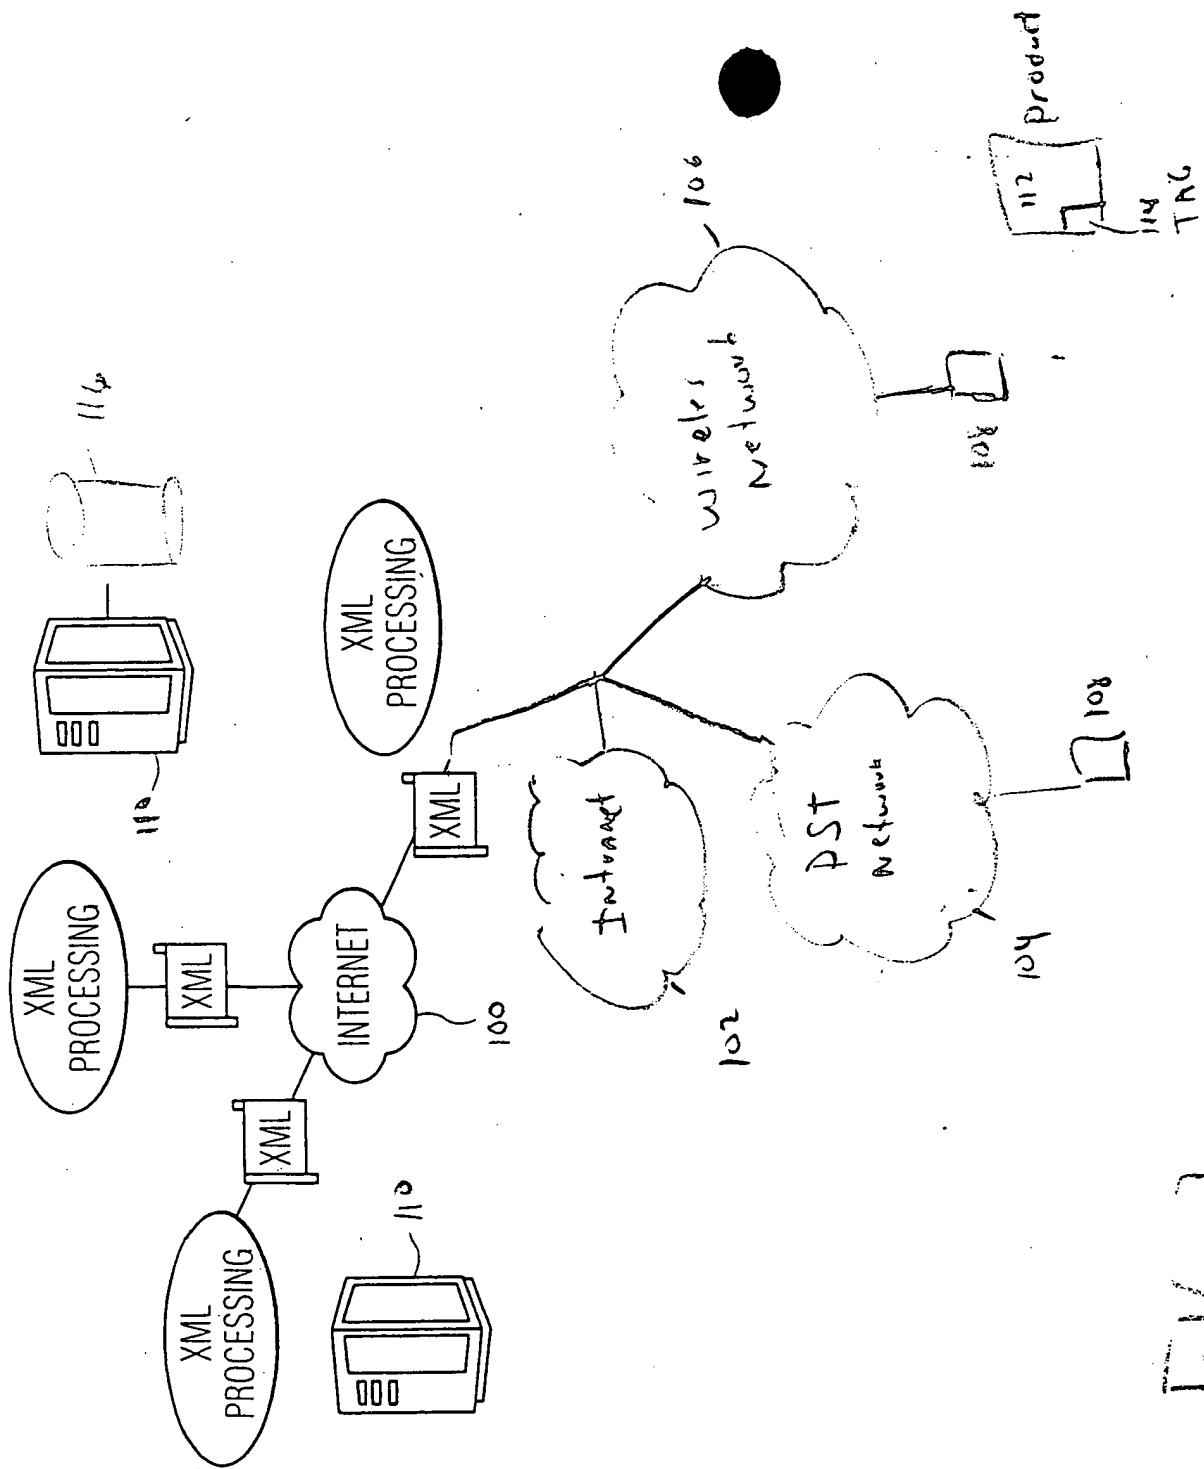 XML
PROCESSING
110
XML
XML
PROCESSING
XML
INTERNET
100
110
116
XML
XML
PROCESSING
102
Intranet
104
PST
Network
108
Wireles
Network
106
108
112
product
114
TAG